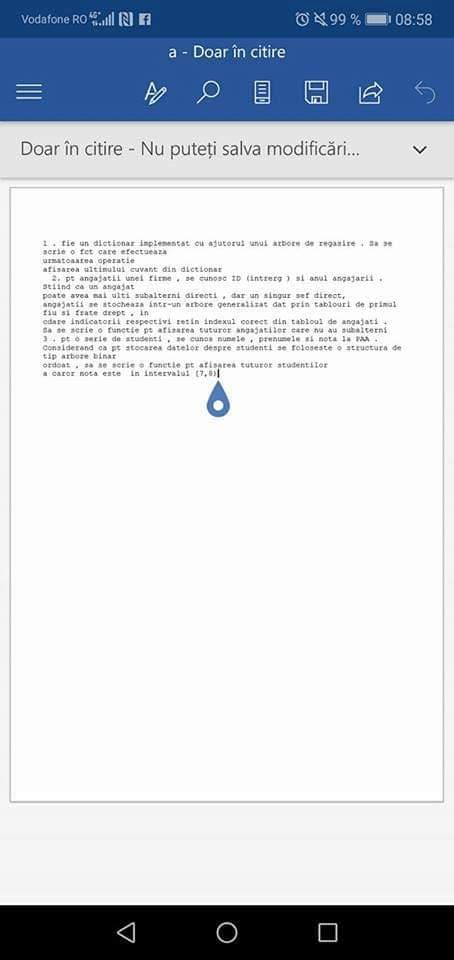 Vodafone RO 4G+ 99 % 08:58
a - Doar în citire
Doar în citire - Nu puteți salva modificări...
1 . fie un dictionar implementat cu ajutorul unui arbore de regasire . Sa se
scrie o fct care efectueaza
urmatoaarea operatie
afisarea ultimului cuvant din dictionar
2. pt angajatii unei firme , se cunosc ID (intrerg ) si anul angajarii .
Stiind ca un angajat
poate avea mai ulti subalterni directi , dar un singur sef direct,
angajatii se stocheaza intr-un arbore generalizat dat prin tablouri de primul
fiu si frate drept , in
cdare indicatorii respectivi retin indexul corect din tabloul de angajati .
Sa se scrie o functie pt afisarea tuturor angajatilor care nu au subalterni
3 . pt o serie de studenti , se cunos numele , prenumele si nota la PAA .
Considerand ca pt stocarea datelor despre studenti se foloseste o structura de
tip arbore binar
ordoat , sa se scrie o functie pt afisarea tuturor studentilor
a caror nota este in intervalul [7,8)